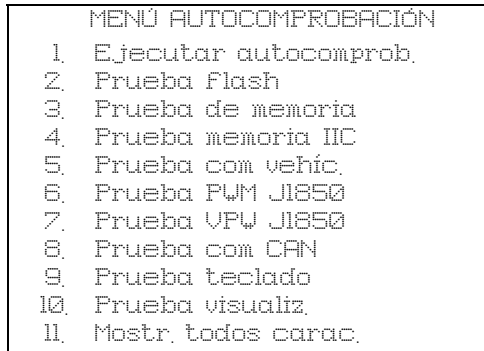 MENÚ AUTOCOMPROBACIÓN
1. Ejecutar autocomprob.
2. Prueba flash
3. Prueba de memoria
4. Prueba memoria IIC
5. Prueba com vehíc.
6. Prueba PWM J1850
7. Prueba VPW J1850
8. Prueba com CAN
9. Prueba teclado
10. Prueba visualiz.
11. Mostr. todos carac.